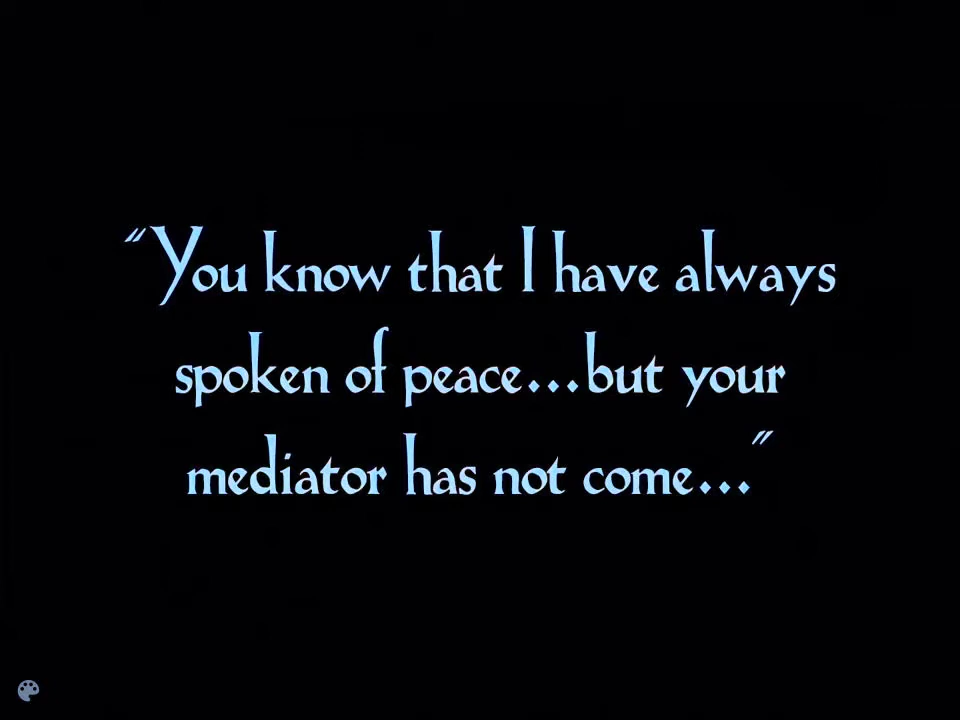 “You know that I have always
spoken of peace...but your
mediator has not come...”